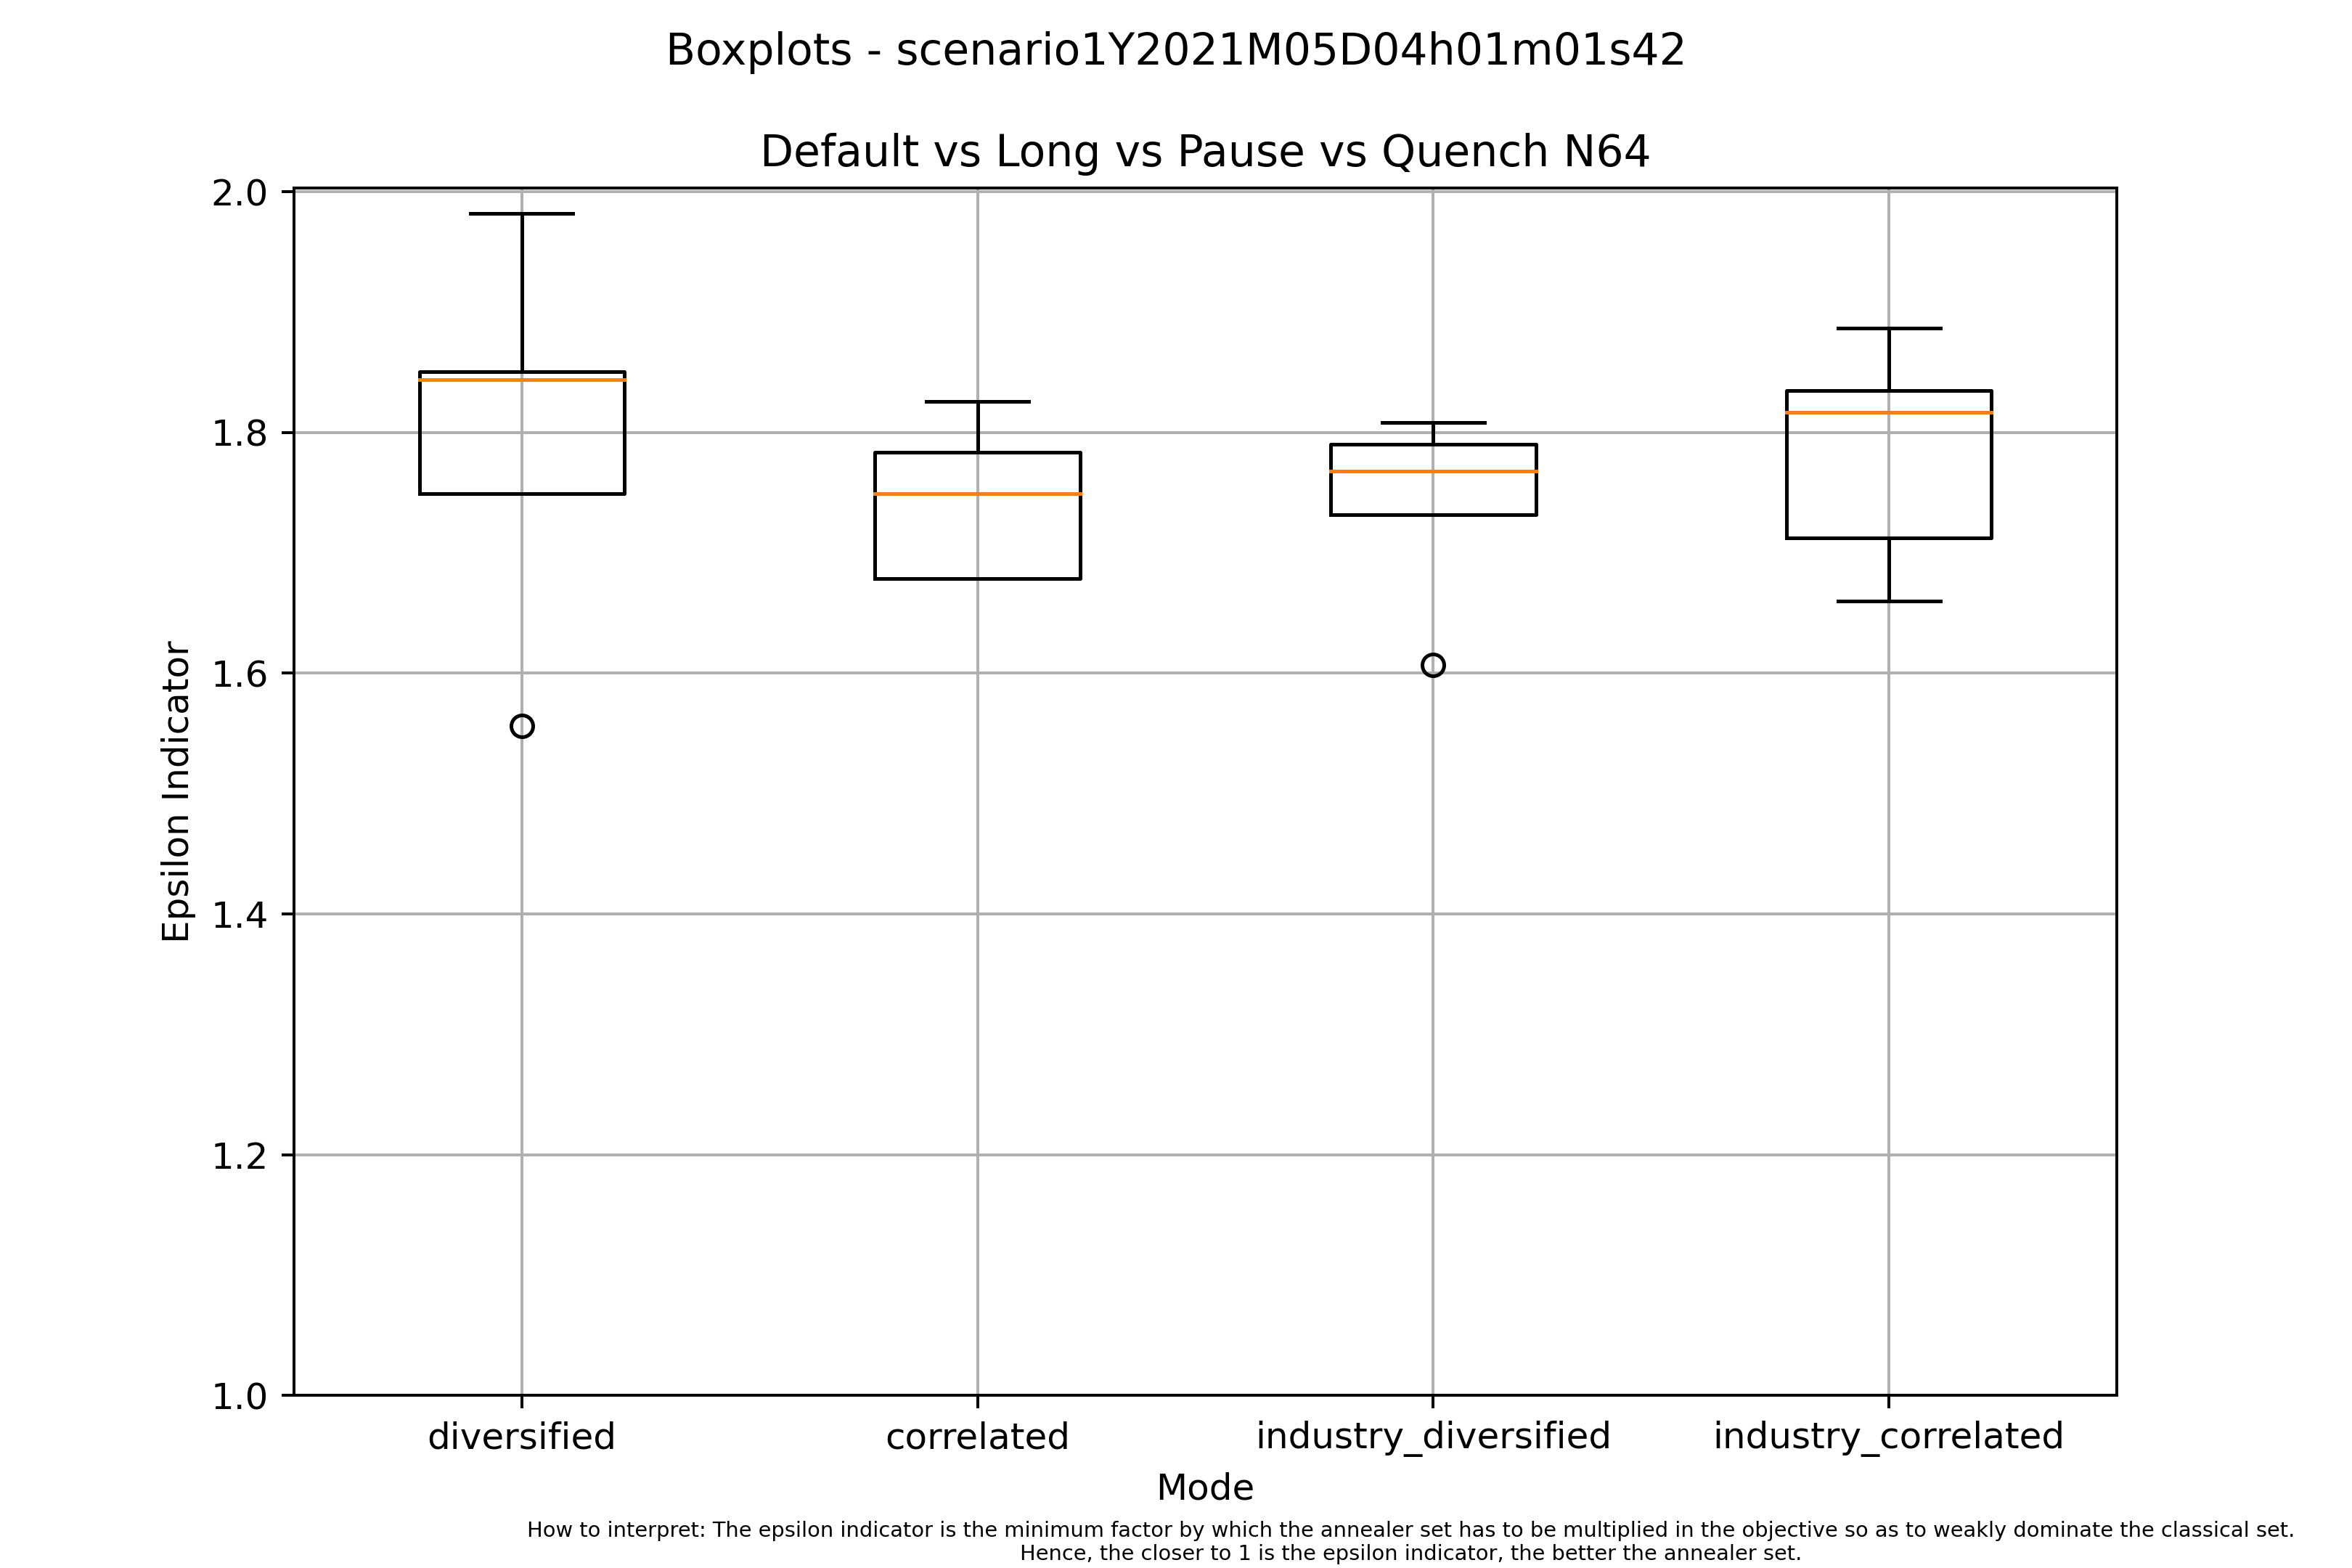 Boxplots - scenario1Y2021M05D04h01m01s42
Default vs Long vs Pause vs Quench N64
2.0
1.8
1.6
1.4
1.2
1.0
Epsilon Indicator
diversified
correlated
industry_diversified
industry_correlated
Mode
How to interpret: The epsilon indicator is the minimum factor by which the annealer set has to be multiplied in the objective so as to weakly dominate the classical set.
Hence, the closer to 1 is the epsilon indicator, the better the annealer set.